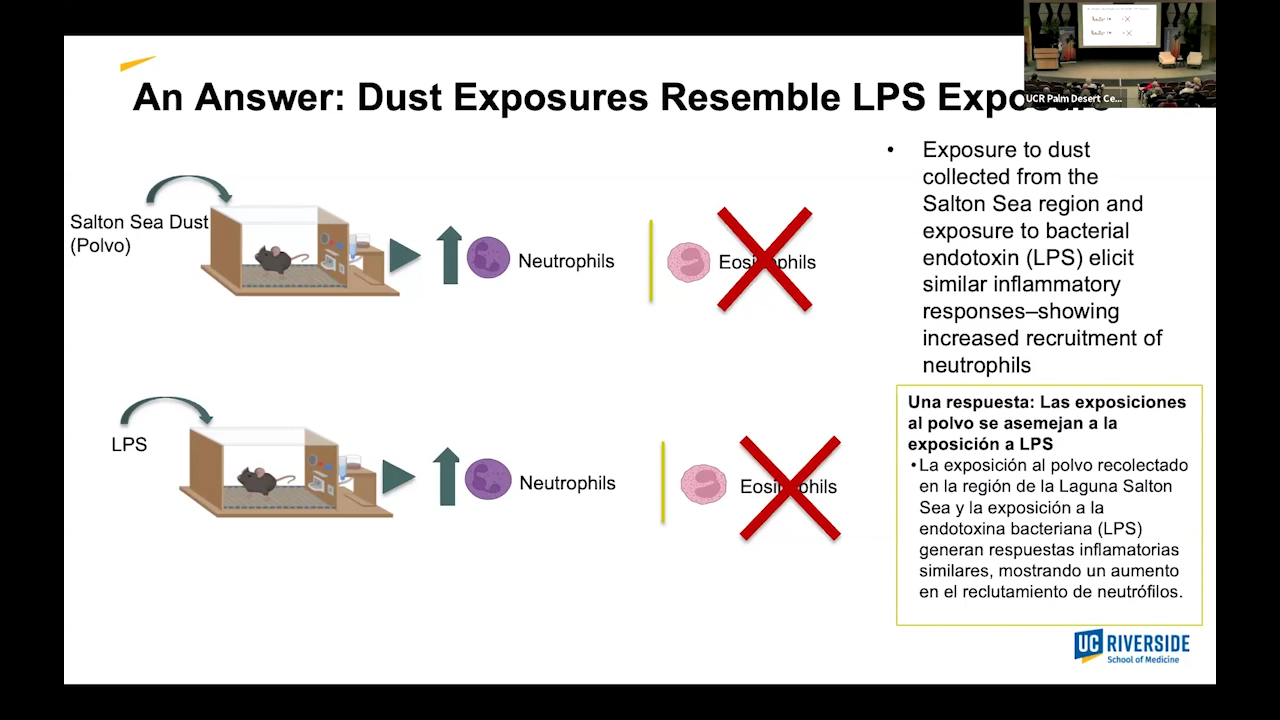 An Answer: Dust Exposures Resemble LPS Exposure
UCR Palm Desert Ce...
Salton Sea Dust
(Polvo)
Neutrophils
Eosinophils
LPS
Neutrophils
Eosinophils
• Exposure to dust
collected from the
Salton Sea region and
exposure to bacterial
endotoxin (LPS) elicit
similar inflammatory
responses–showing
increased recruitment of
neutrophils
Una respuesta: Las exposiciones
al polvo se asemejan a la
exposición a LPS
•La exposición al polvo recolectado
en la región de la Laguna Salton
Sea y la exposición a la
endotoxina bacteriana (LPS)
generan respuestas inflamatorias
similares, mostrando un aumento
en el reclutamiento de neutrófilos.
UC RIVERSIDE
School of Medicine